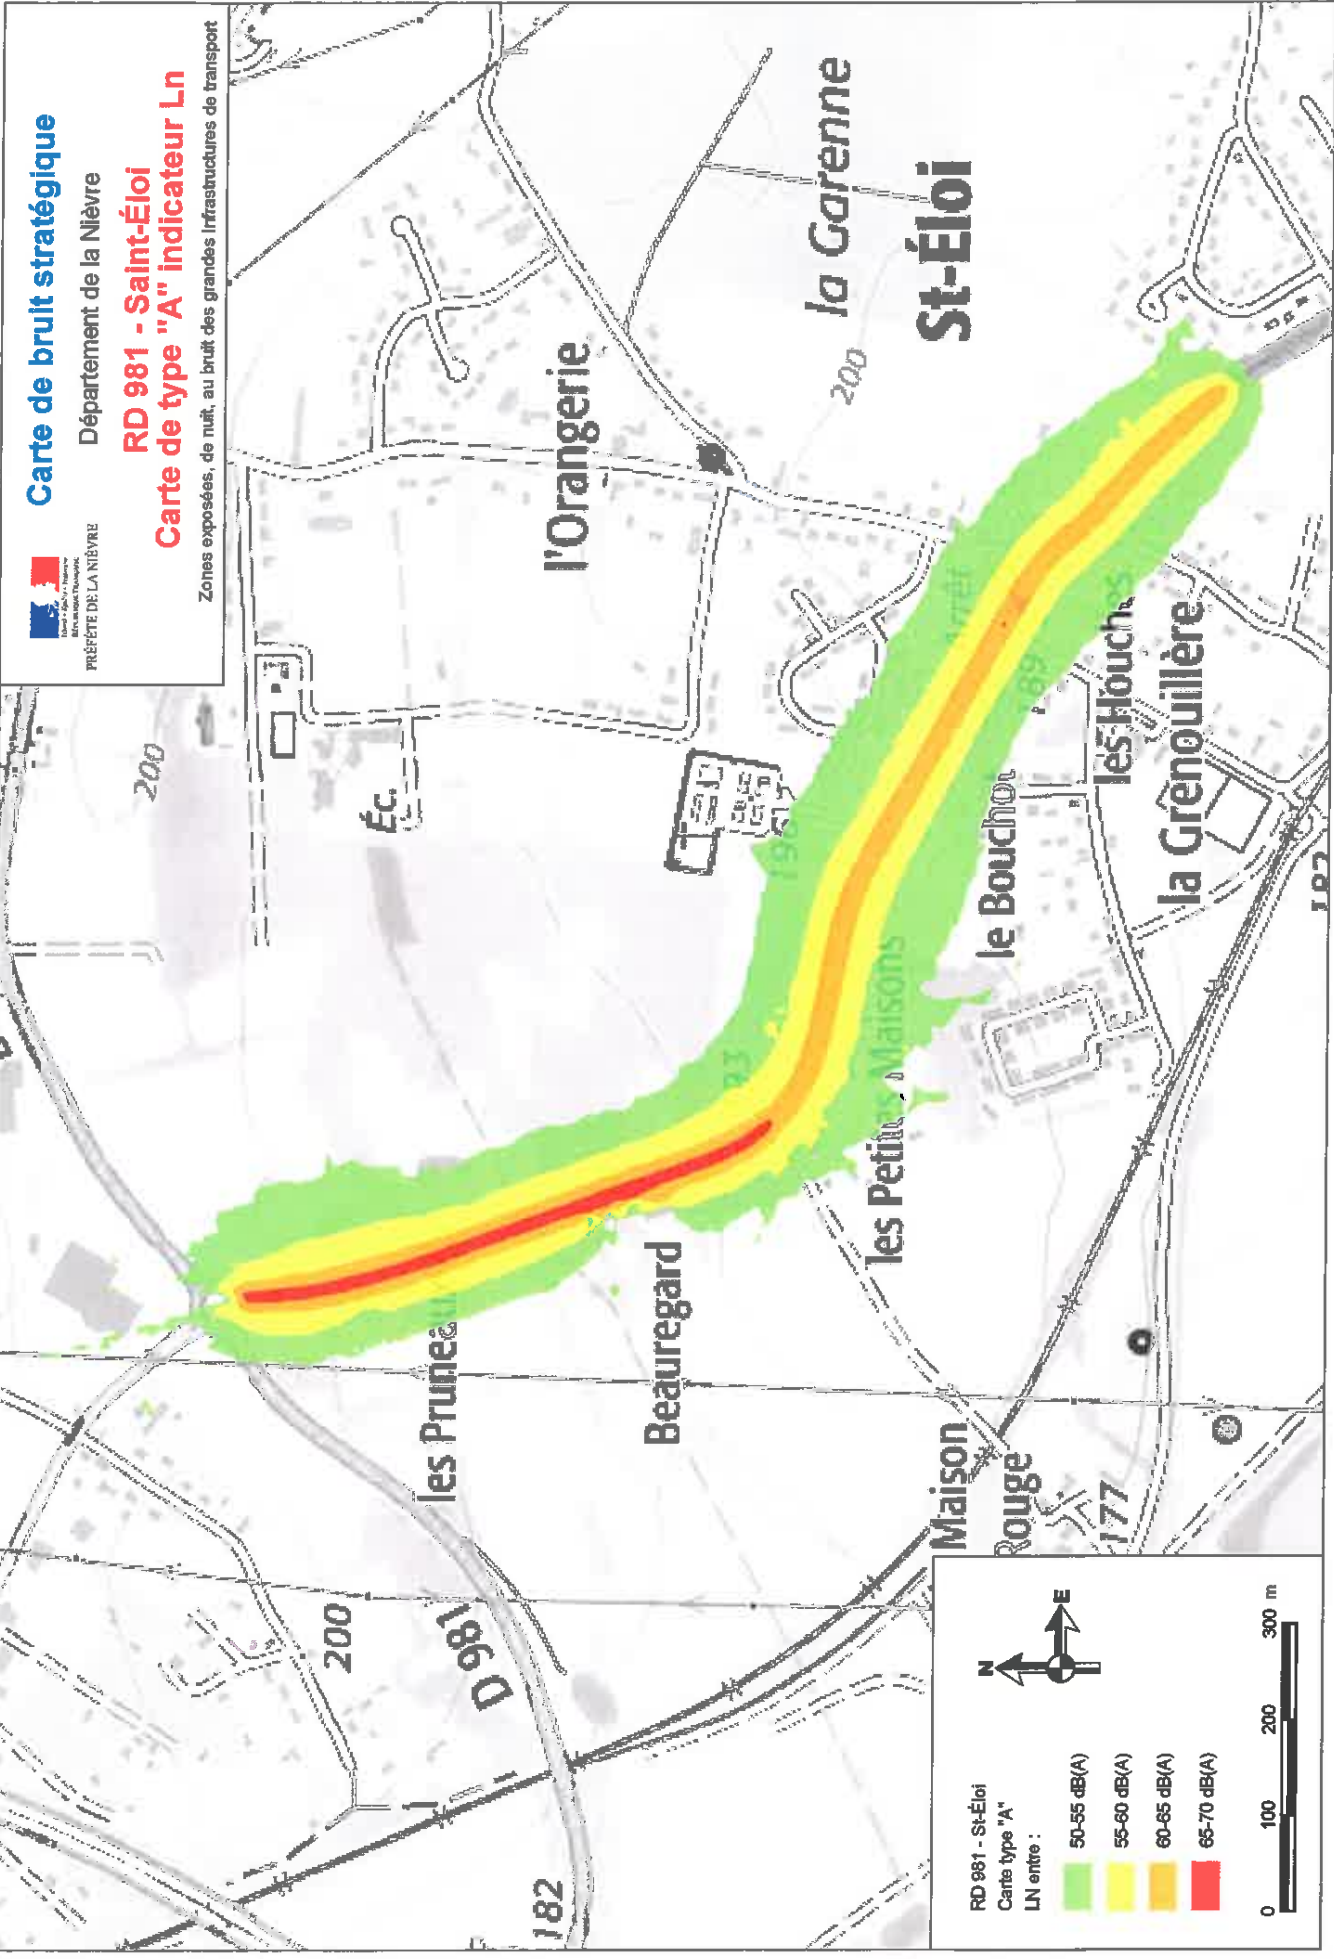 Carte de bruit stratégique
PRÉFÈTE DE LA NIÈVRE
Département de la Nièvre
RD 981 - Saint-Éloi
Carte de type "A" indicateur Ln
Zones exposées, de nuit, au bruit des grandes infrastructures de transport
200
Éc.
l'Orangerie
la Garenne
200
St-Éloi
les Prunea
Beauregard
les Petites Maisons
le Bouchot
les Houches
la Grenouillère
189
Maison
Rouge
177
182
D 981
200
182
RD 981 - St-Éloi
Carte type "A"
LN entre :
50-55 dB(A)
55-60 dB(A)
60-65 dB(A)
65-70 dB(A)
N
E
0 100 200 300 m